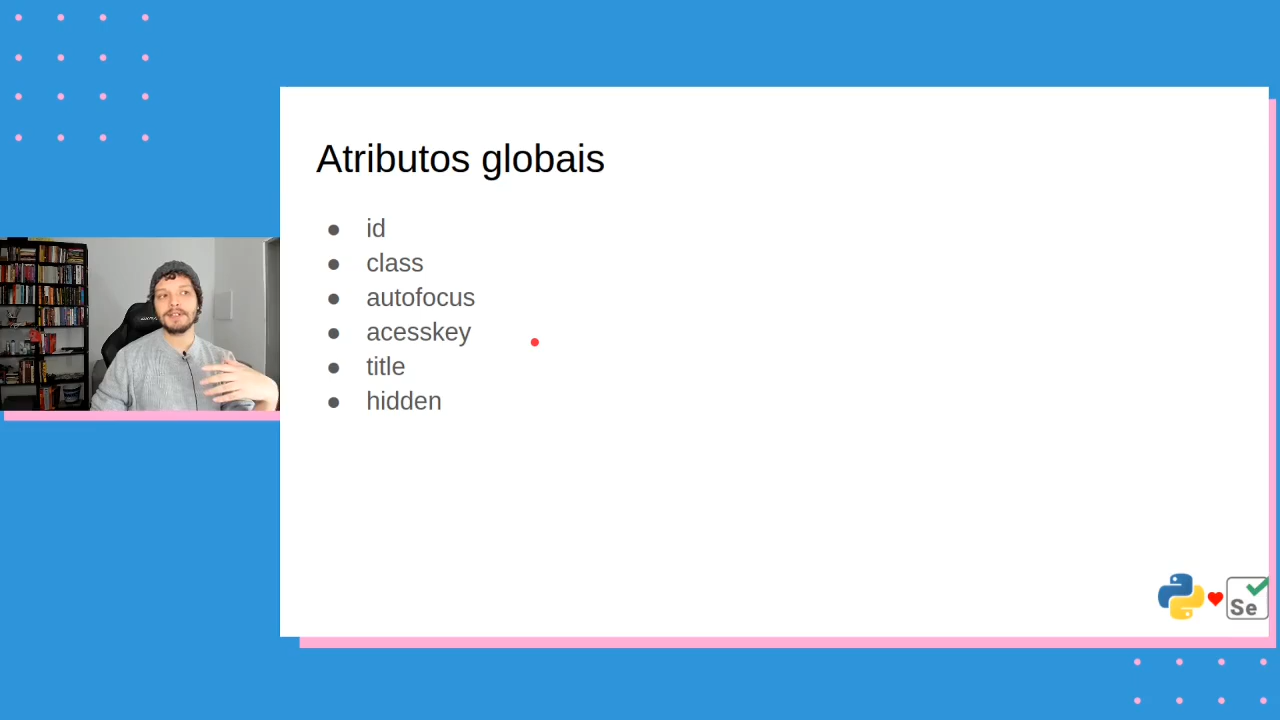 Atributos globais
● id
● class
● autofocus
● acesskey
● title
● hidden
Se